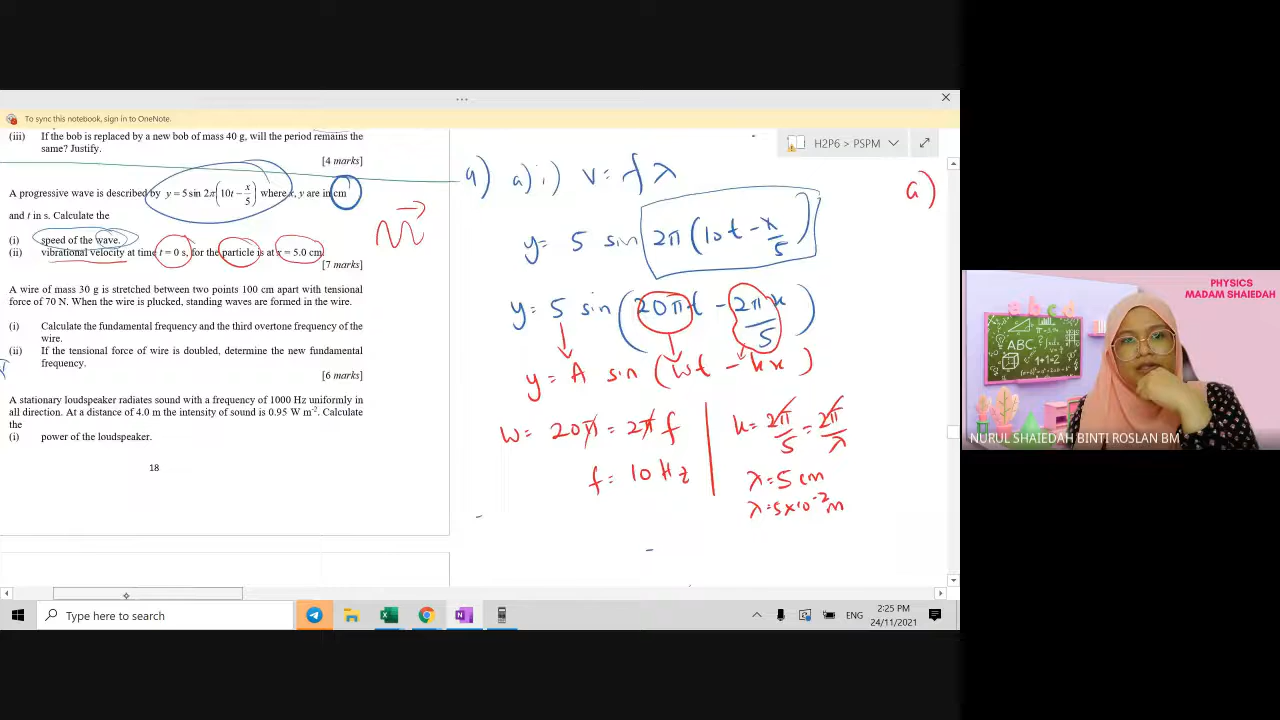 To sync this notebook, sign in to OneNote.
(iii) If the bob is replaced by a new bob of mass 40 g, will the period remains the
same? Justify.
[4 marks]
A progressive wave is described by y = 5 sin 2π(10t − x/5) where x, y are in cm
and t in s. Calculate the
(i) speed of the wave.
(ii) vibrational velocity at time t = 0 s, for the particle is at x = 5.0 cm.
[7 marks]
A wire of mass 30 g is stretched between two points 100 cm apart with tensional
force of 70 N. When the wire is plucked, standing waves are formed in the wire.
(i) Calculate the fundamental frequency and the third overtone frequency of the
wire.
(ii) If the tensional force of wire is doubled, determine the new fundamental
frequency.
[6 marks]
A stationary loudspeaker radiates sound with a frequency of 1000 Hz uniformly in
all direction. At a distance of 4.0 m the intensity of sound is 0.95 W m⁻². Calculate
the
(i) power of the loudspeaker.
18
H2P6 > PSPM
9) a) i) V = fλ
y = 5 sin 2π(10t − x/5)
y = 5 sin (20πt − 2π/5 x)
y = A sin (ωt − kx)
ω = 20π = 2πf
f = 10 Hz
k = 2π/5 = 2π/λ
λ = 5 cm
λ = 5×10⁻² m
a)
PHYSICS
MADAM SHAIEDAH
abc
ABC
1+1=2
NURUL SHAIEDAH BINTI ROSLAN BM
Type here to search
ENG
2:25 PM
24/11/2021